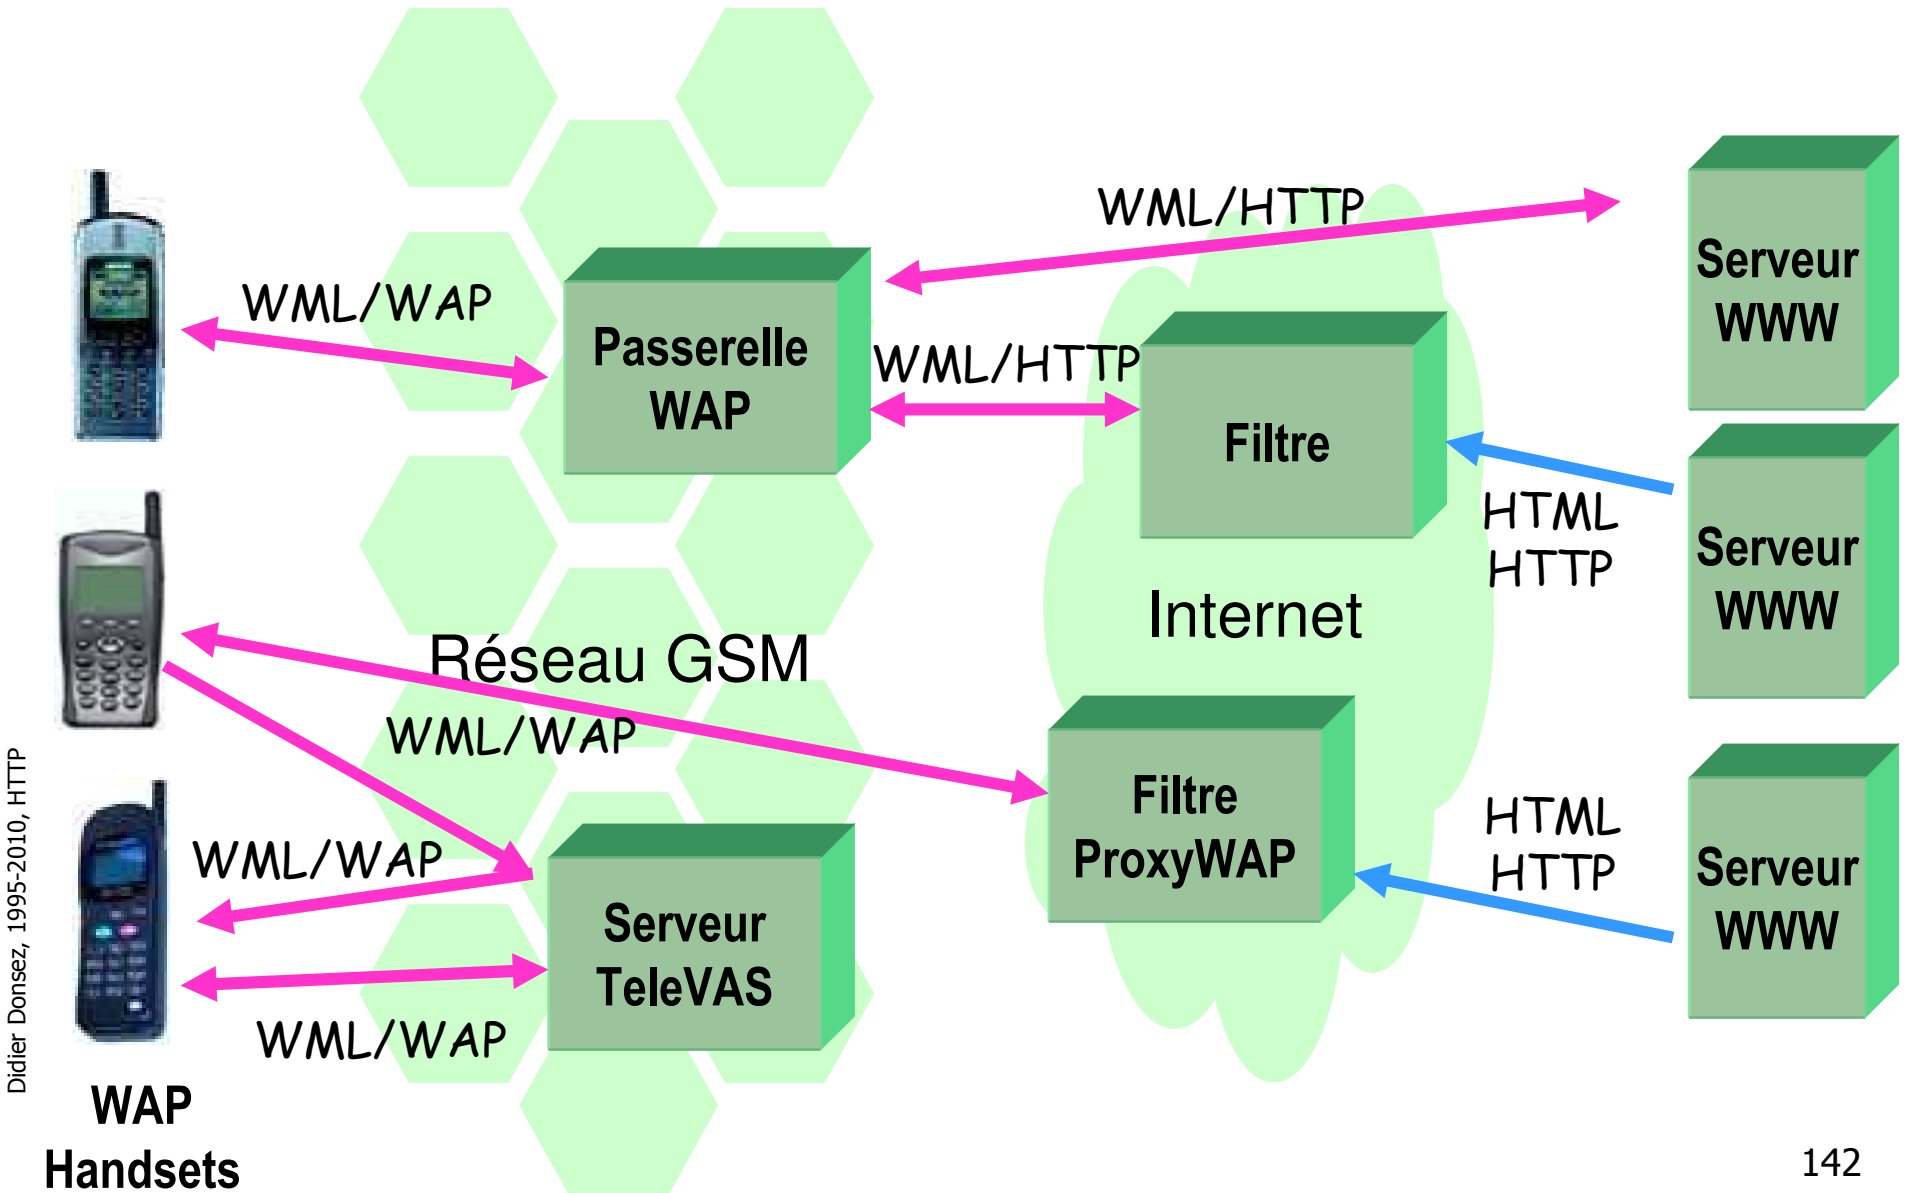 WML/HTTP
Serveur
WWW
WML/WAP
Passerelle
WAP
WML/HTTP
Filtre
HTML
HTTP
Serveur
WWW
Internet
Réseau GSM
WML/WAP
Filtre
ProxyWAP
HTML
HTTP
Serveur
WWW
WML/WAP
Serveur
TeleVAS
WML/WAP
WAP
Handsets
Didier Donsez, 1995-2010, HTTP
142